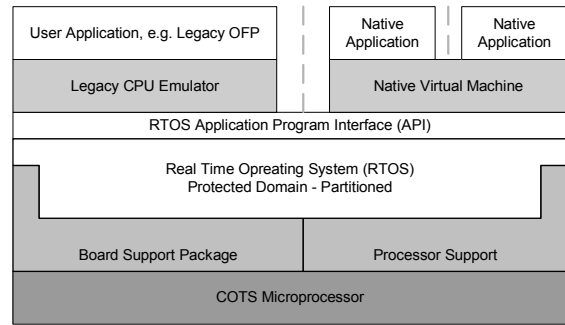 User Application, e.g. Legacy OFP
Native
Application
Native
Application
Legacy CPU Emulator
Native Virtual Machine
RTOS Application Program Interface (API)
Real Time Opreating System (RTOS)
Protected Domain - Partitioned
Board Support Package
Processor Support
COTS Microprocessor